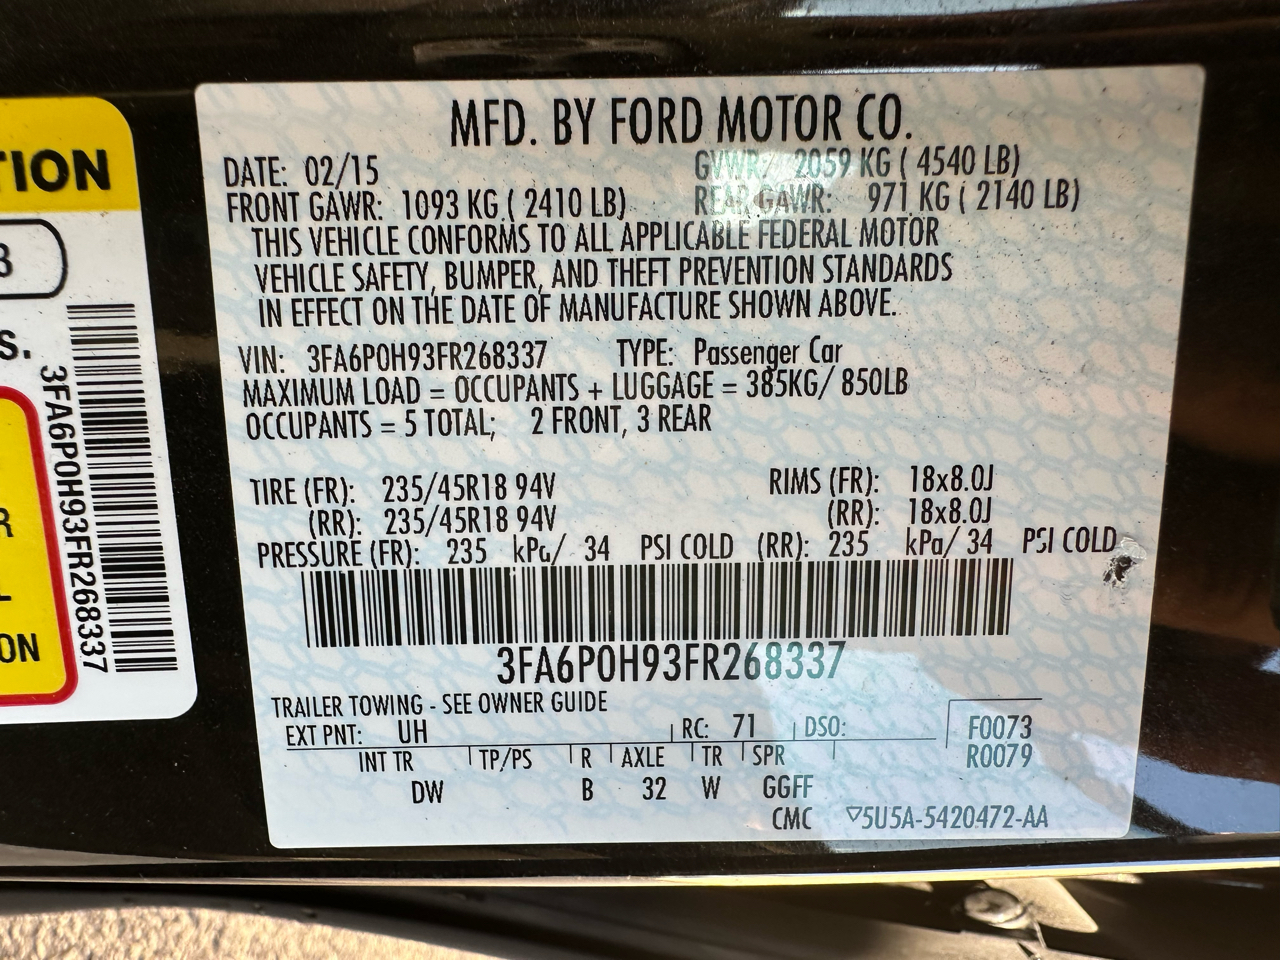 TION
3
S.
3FA6P0H93FR268337
R
L
ON
MFD. BY FORD MOTOR CO.
DATE: 02/15 GVWR: 2059 KG ( 4540 LB)
FRONT GAWR: 1093 KG ( 2410 LB) REAR GAWR: 971 KG ( 2140 LB)
THIS VEHICLE CONFORMS TO ALL APPLICABLE FEDERAL MOTOR
VEHICLE SAFETY, BUMPER, AND THEFT PREVENTION STANDARDS
IN EFFECT ON THE DATE OF MANUFACTURE SHOWN ABOVE.
VIN: 3FA6P0H93FR268337 TYPE: Passenger Car
MAXIMUM LOAD = OCCUPANTS + LUGGAGE = 385KG/ 850LB
OCCUPANTS = 5 TOTAL; 2 FRONT, 3 REAR
TIRE (FR): 235/45R18 94V RIMS (FR): 18x8.0J
(RR): 235/45R18 94V (RR): 18x8.0J
PRESSURE (FR): 235 kPa/ 34 PSI COLD (RR): 235 kPa/ 34 PSI COLD
3FA6P0H93FR268337
TRAILER TOWING - SEE OWNER GUIDE
EXT PNT: UH RC: 71 DSO: F0073
INT TR TP/PS R AXLE TR SPR R0079
DW B 32 W GGFF
CMC ▽5U5A-5420472-AA